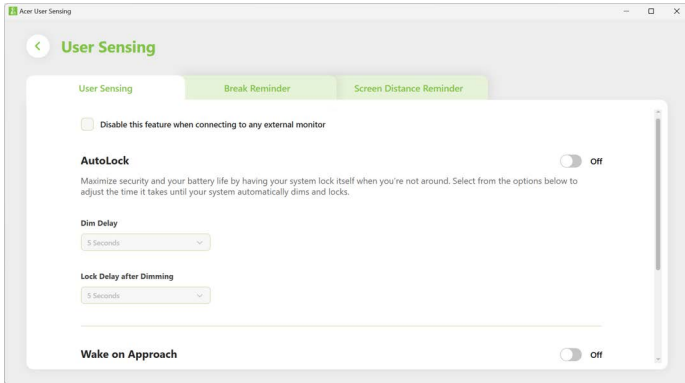 Acer User Sensing
User Sensing
User Sensing
Break Reminder
Screen Distance Reminder
Disable this feature when connecting to any external monitor
AutoLock
Off
Maximize security and your battery life by having your system lock itself when you're not around. Select from the options below to
adjust the time it takes until your system automatically dims and locks.
Dim Delay
5 Seconds
Lock Delay after Dimming
5 Seconds
Wake on Approach
Off